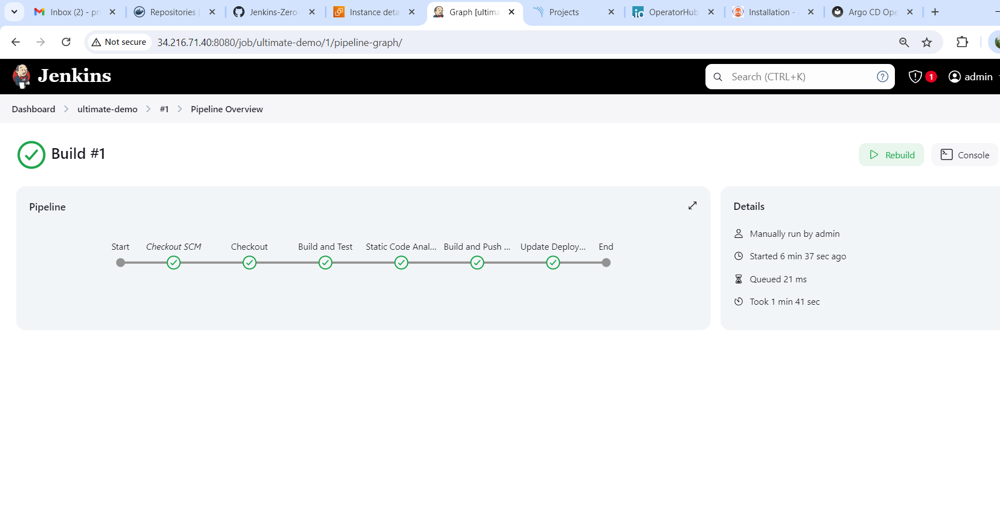 Inbox (2) - pri
Repositories |
Jenkins-Zero-
Instance deta
Graph [ultima
Projects
OperatorHub
Installation -
Argo CD Ope
Not secure
34.216.71.40:8080/job/ultimate-demo/1/pipeline-graph/
Jenkins
Search (CTRL+K)
1
admin
Dashboard
ultimate-demo
#1
Pipeline Overview
Build #1
Rebuild
Console
Pipeline
Start
Checkout SCM
Checkout
Build and Test
Static Code Anal...
Build and Push ...
Update Deploy...
End
Details
Manually run by admin
Started 6 min 37 sec ago
Queued 21 ms
Took 1 min 41 sec